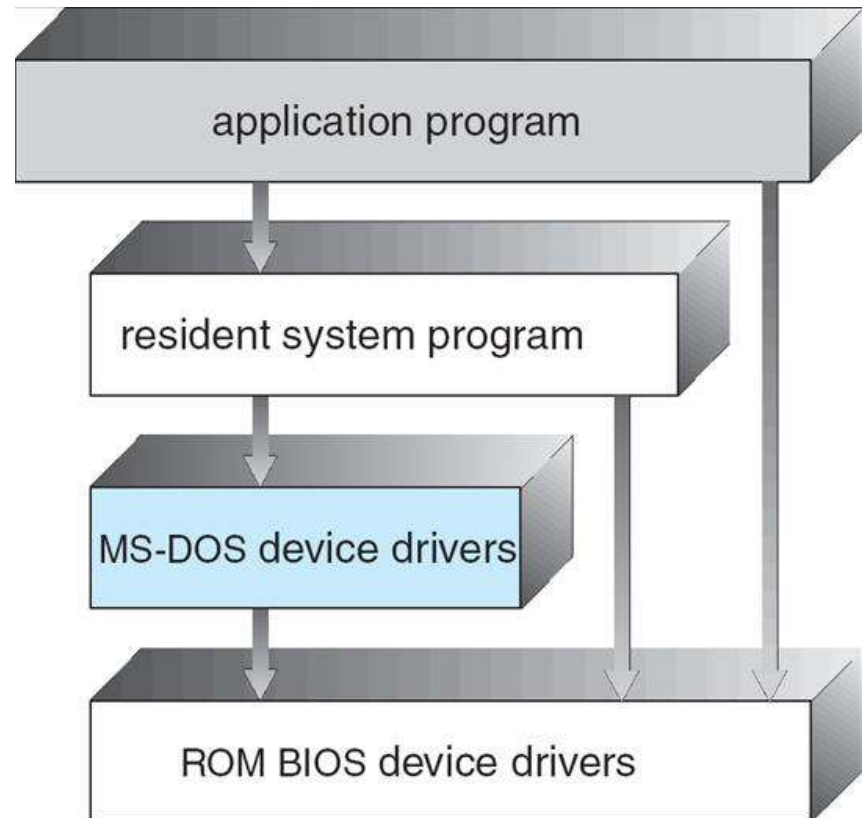 application program
resident system program
MS-DOS device drivers
ROM BIOS device drivers